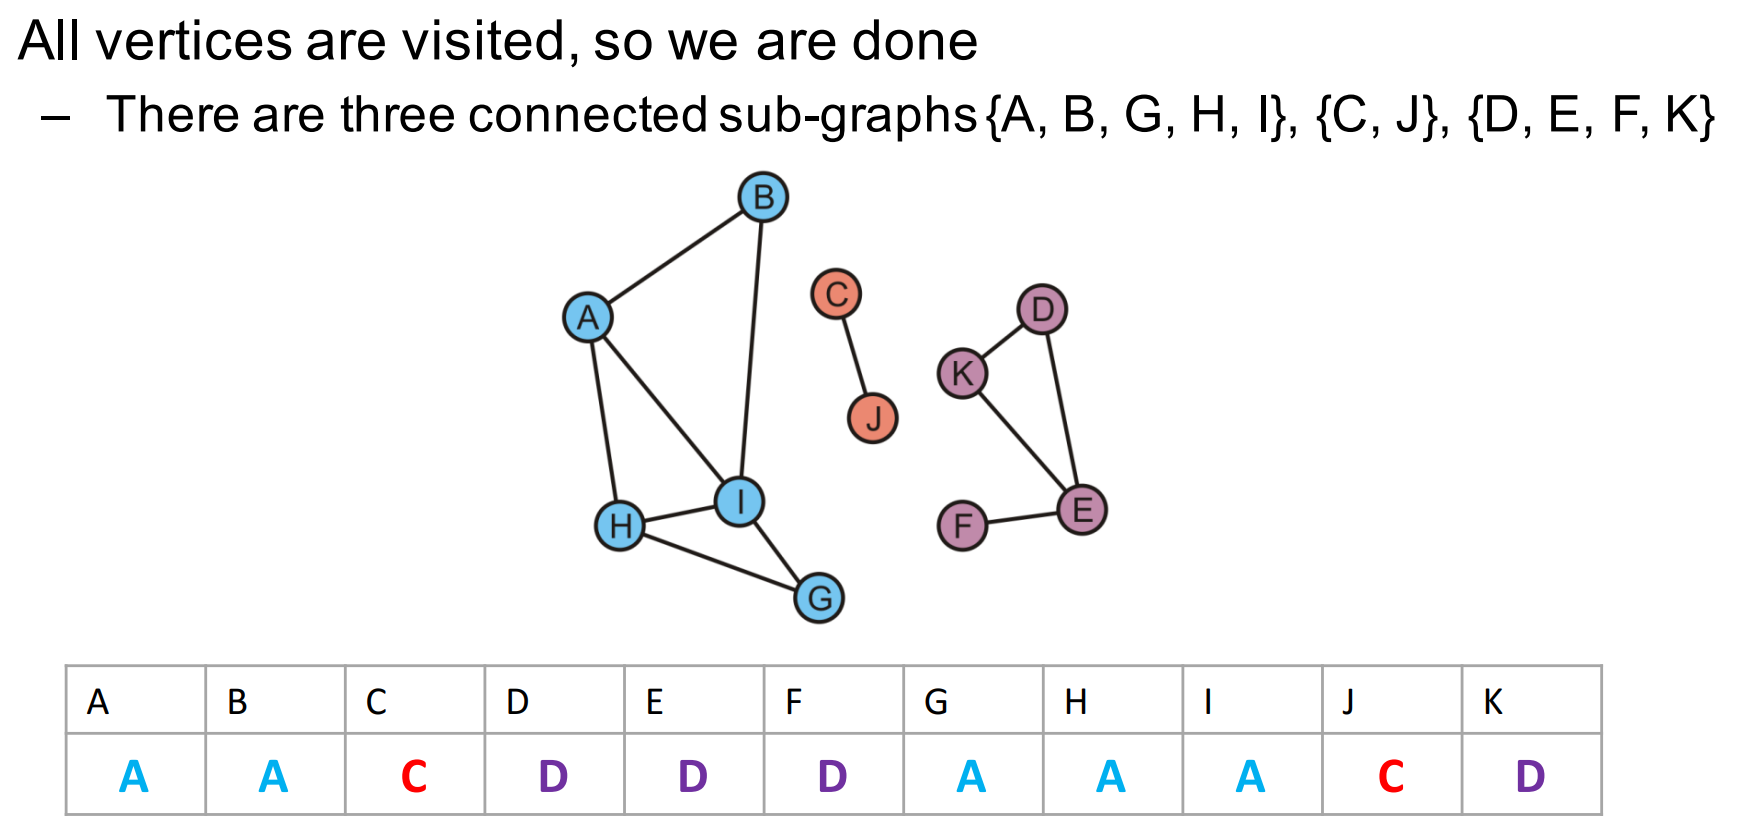 All vertices are visited, so we are done
– There are three connected sub-graphs {A, B, G, H, I}, {C, J}, {D, E, F, K}
B
A
C
D
K
J
I
H
F
E
G
A B C D E F G H I J K
A A C D D D A A A C D